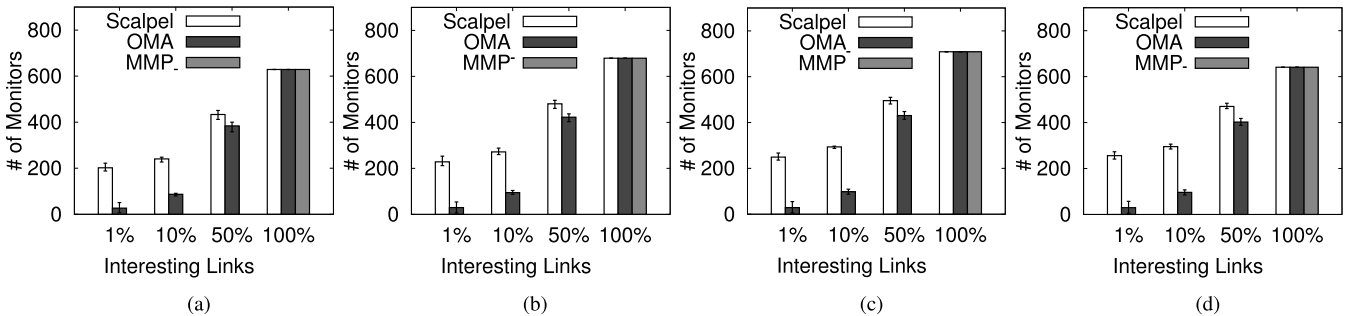 800
600
400
200
0
# of Monitors
Scalpel
OMA
MMP
1% 10% 50% 100%
Interesting Links
(a)
800
600
400
200
0
# of Monitors
Scalpel
OMA
MMP
1% 10% 50% 100%
Interesting Links
(b)
800
600
400
200
0
# of Monitors
Scalpel
OMA
MMP
1% 10% 50% 100%
Interesting Links
(c)
800
600
400
200
0
# of Monitors
Scalpel
OMA
MMP
1% 10% 50% 100%
Interesting Links
(d)